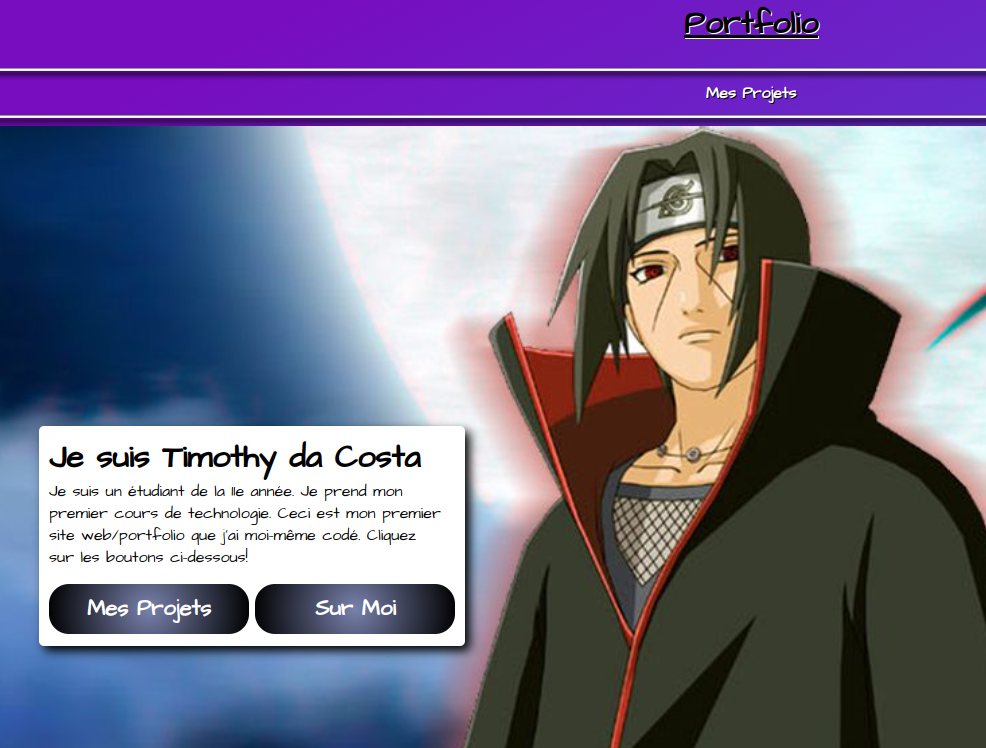 Portfolio
Mes Projets
Je suis Timothy da Costa
Je suis un étudiant de la 11e année. Je prend mon
premier cours de technologie. Ceci est mon premier
site web/portfolio que j'ai moi-même codé. Cliquez
sur les boutons ci-dessous!
Mes Projets Sur Moi